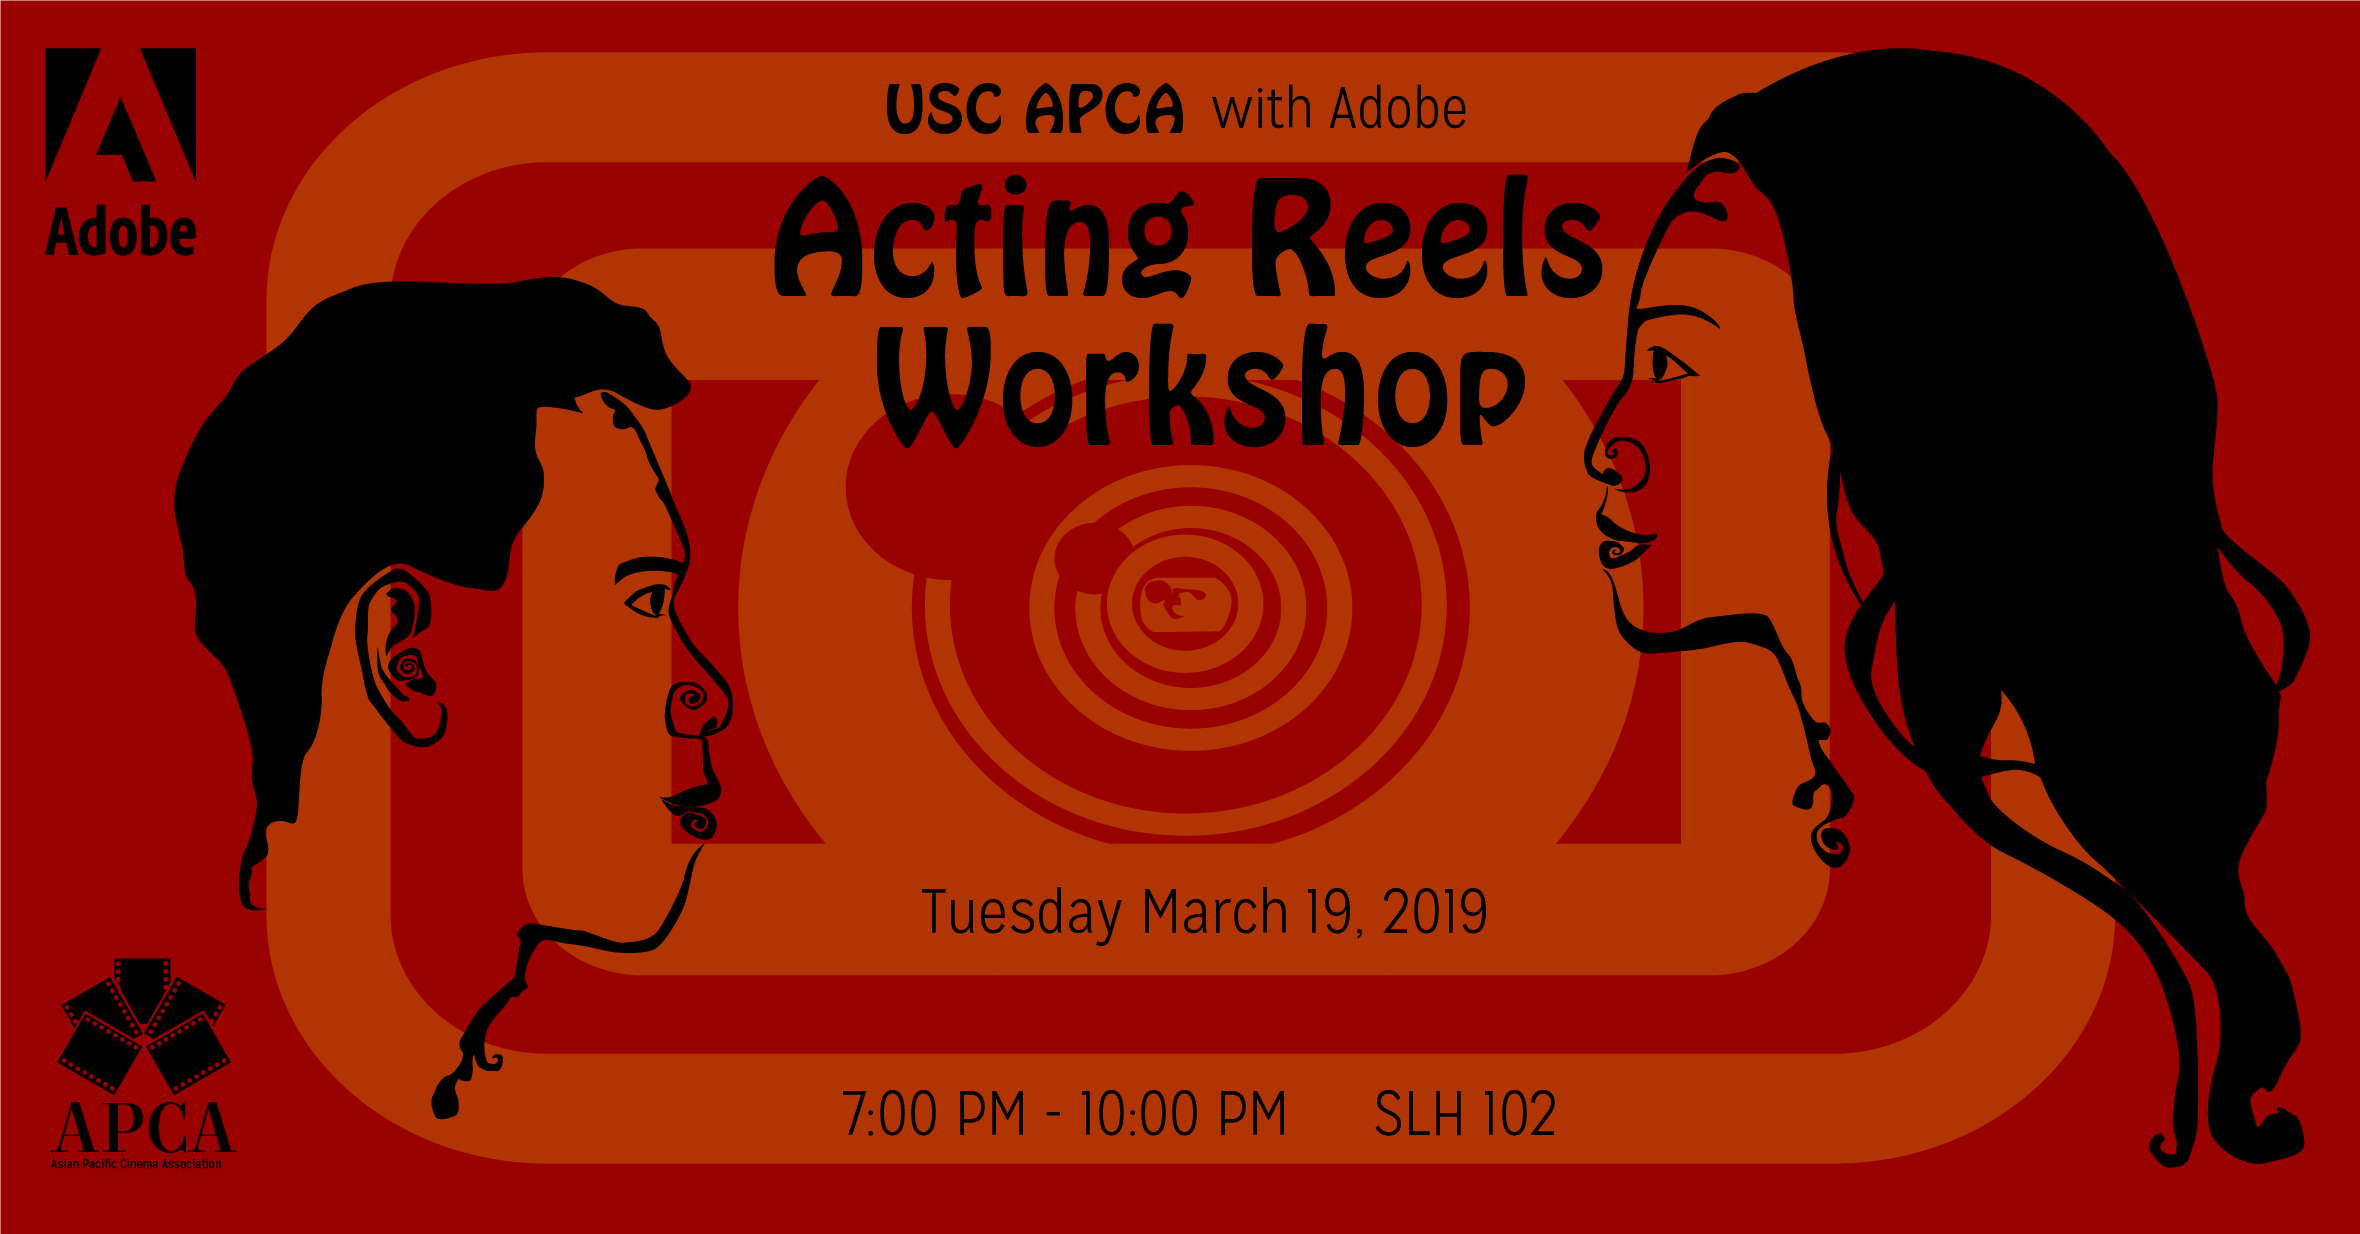 Adobe
USC APCA with Adobe
Acting Reels
Workshop
Tuesday March 19, 2019
7:00 PM - 10:00 PM SLH 102
APCA
Asian Pacific Cinema Association